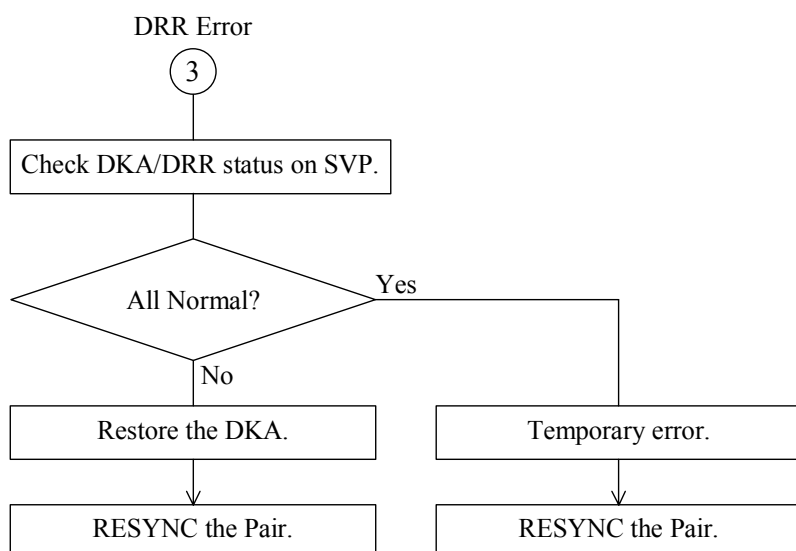 DRR Error
3
Check DKA/DRR status on SVP.
All Normal?
Yes
No
Restore the DKA.
Temporary error.
RESYNC the Pair.
RESYNC the Pair.